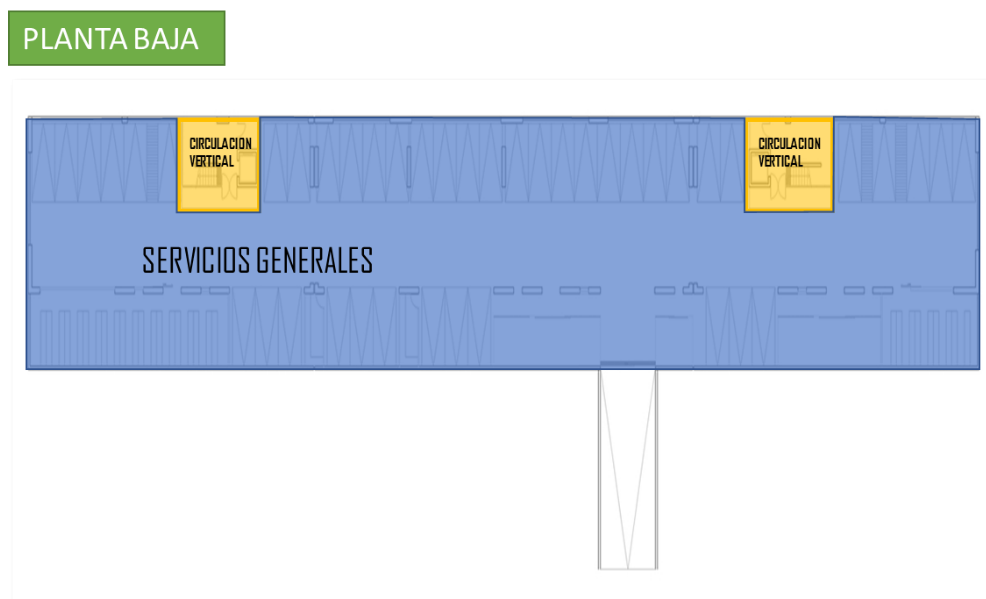 PLANTA BAJA
CIRCULACION
VERTICAL
CIRCULACION
VERTICAL
SERVICIOS GENERALES